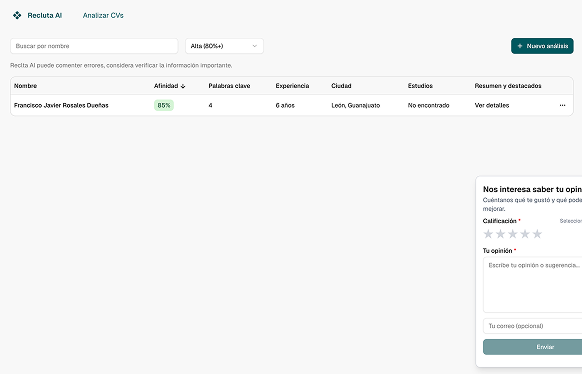 Recluta AI
Analizar CVs
Buscar por nombre
Alta (80%+)
+ Nuevo análisis
Reclta AI puede comenter errores, considera verificar la información importante.
Nombre Afinidad ↓ Palabras clave Experiencia Ciudad Estudios Resumen y destacados
Francisco Javier Rosales Dueñas 85% 4 6 años León, Guanajuato No encontrado Ver detalles ...
Nos interesa saber tu opin
Cuéntanos qué te gustó y qué pode
mejorar.
Calificación * Seleccion
Tu opinión *
Escribe tu opinión o sugerencia...
Tu correo (opcional)
Enviar